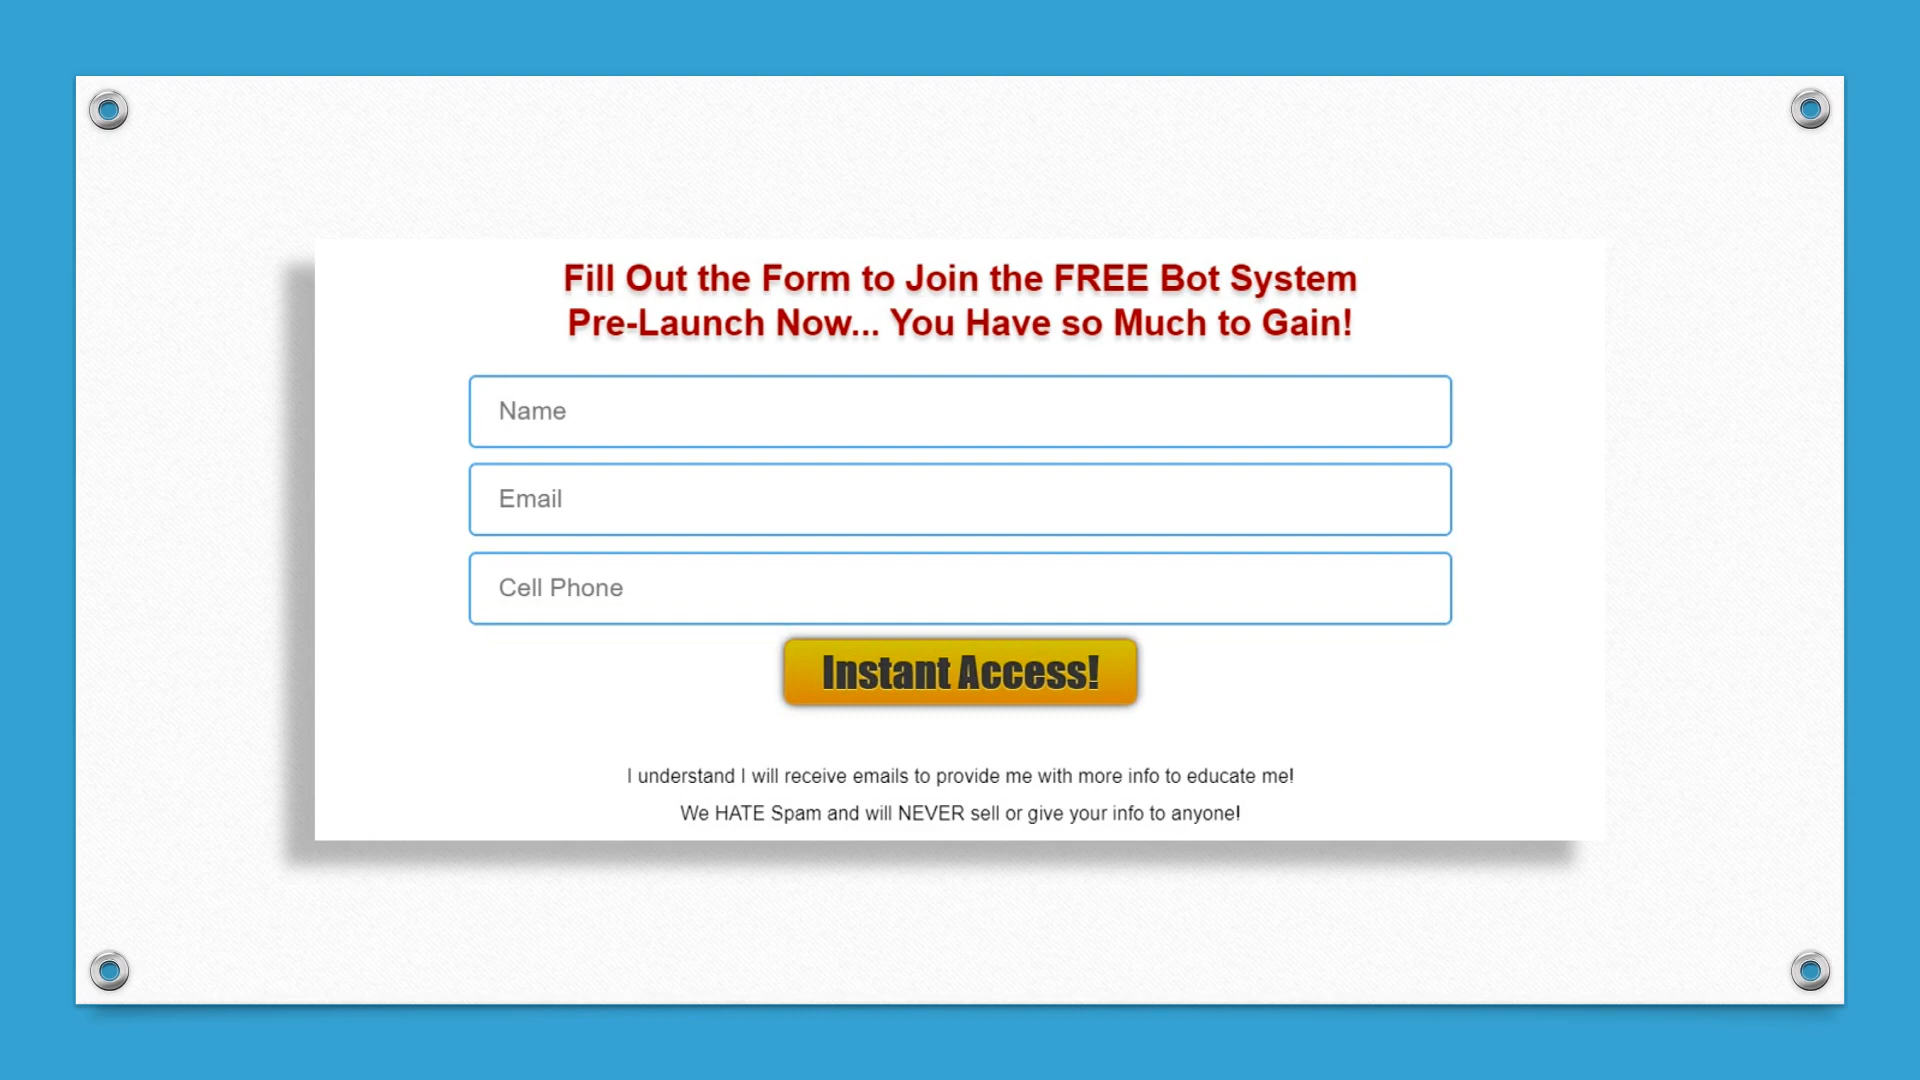 Fill Out the Form to Join the FREE Bot System
Pre-Launch Now... You Have so Much to Gain!
Name
Email
Cell Phone
Instant Access!
I understand I will receive emails to provide me with more info to educate me!
We HATE Spam and will NEVER sell or give your info to anyone!